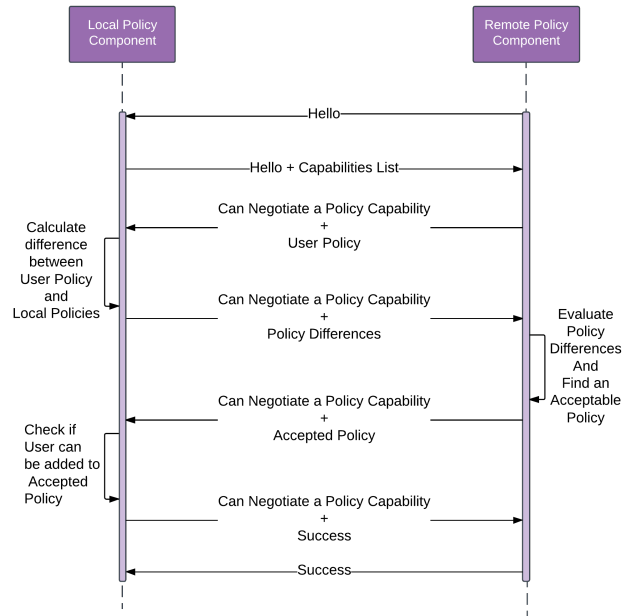 Local Policy
Component
Remote Policy
Component
Hello
Hello + Capabilities List
Can Negotiate a Policy Capability
+
User Policy
Calculate
difference
between
User Policy
and
Local Policies
Can Negotiate a Policy Capability
+
Policy Differences
Evaluate
Policy
Differences
And
Find an
Acceptable
Policy
Can Negotiate a Policy Capability
+
Accepted Policy
Check if
User can
be added to
Accepted
Policy
Can Negotiate a Policy Capability
+
Success
Success